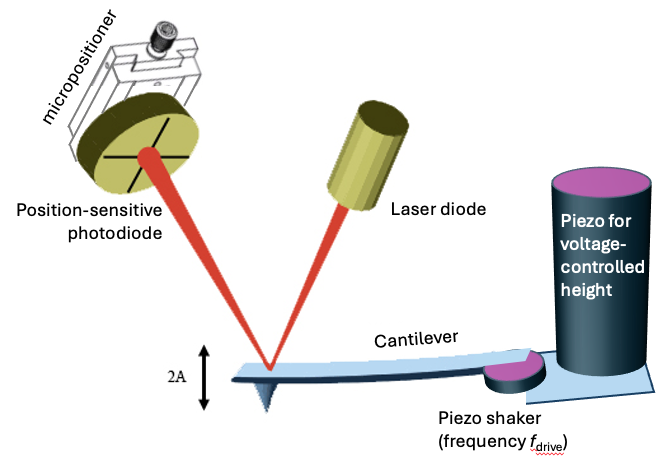 micropositioner
Position-sensitive
photodiode
Laser diode
Piezo for
voltage-
controlled
height
Cantilever
2A
Piezo shaker
(frequency fdrive)